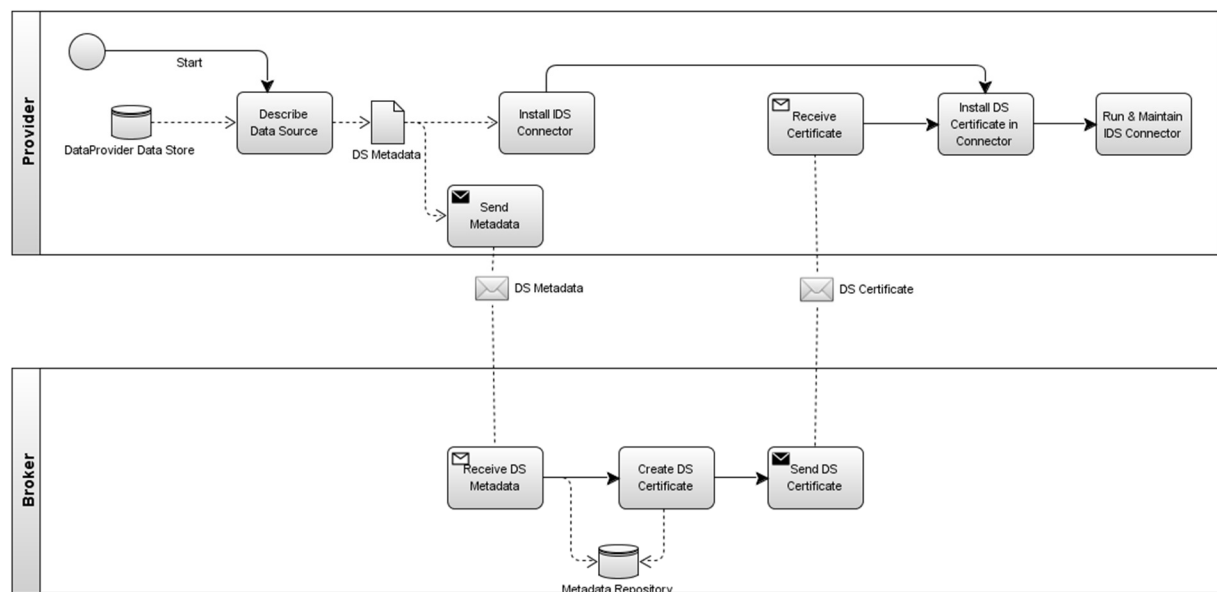 Provider
Start
DataProvider Data Store
Describe
Data Source
DS Metadata
Install IDS
Connector
Send
Metadata
Receive
Certificate
Install DS
Certificate in
Connector
Run & Maintain
IDS Connector
DS Metadata
DS Certificate
Broker
Receive DS
Metadata
Create DS
Certificate
Send DS
Certificate
Metadata Repository